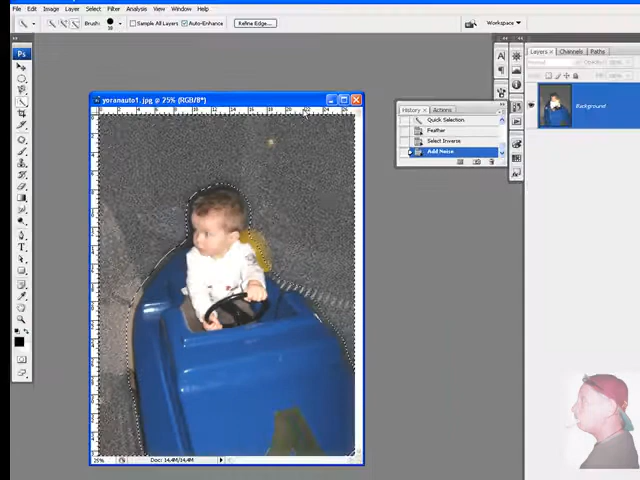 File Edit Image Layer Select Filter Analysis View Window Help
Brush: Sample All Layers Auto-Enhance Refine Edge... Workspace
Ps
Layers Channels Paths
yoranauto1.jpg @ 25% (RGB/8*)
History Actions
Quick Selection
Feather
Select Inverse
Add Noise
Background
25% Doc: 14,4M/14,4M